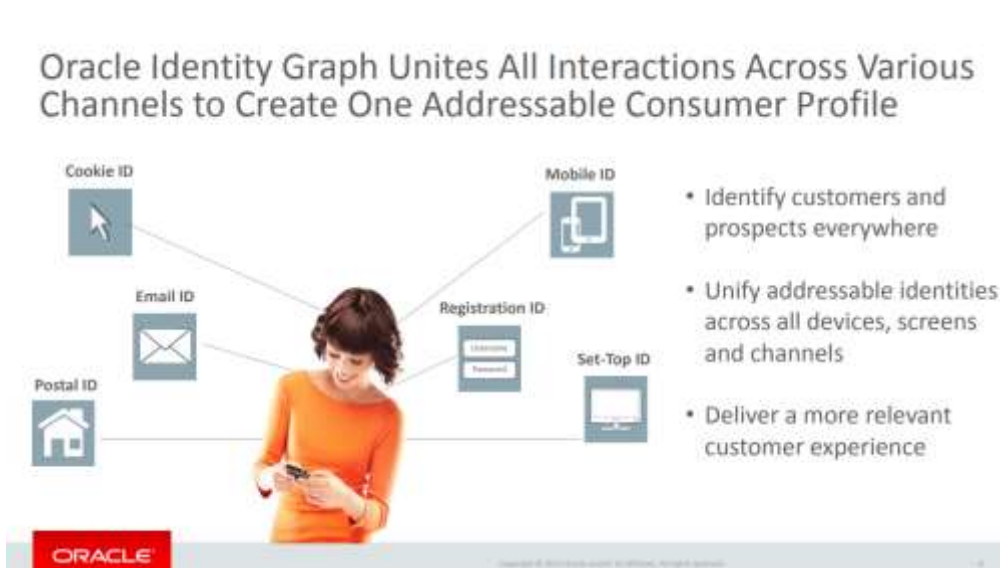 Oracle Identity Graph Unites All Interactions Across Various
Channels to Create One Addressable Consumer Profile
Cookie ID
Mobile ID
Email ID
Registration ID
Username
Password
Set-Top ID
Postal ID
• Identify customers and
prospects everywhere
• Unify addressable identities
across all devices, screens
and channels
• Deliver a more relevant
customer experience
ORACLE